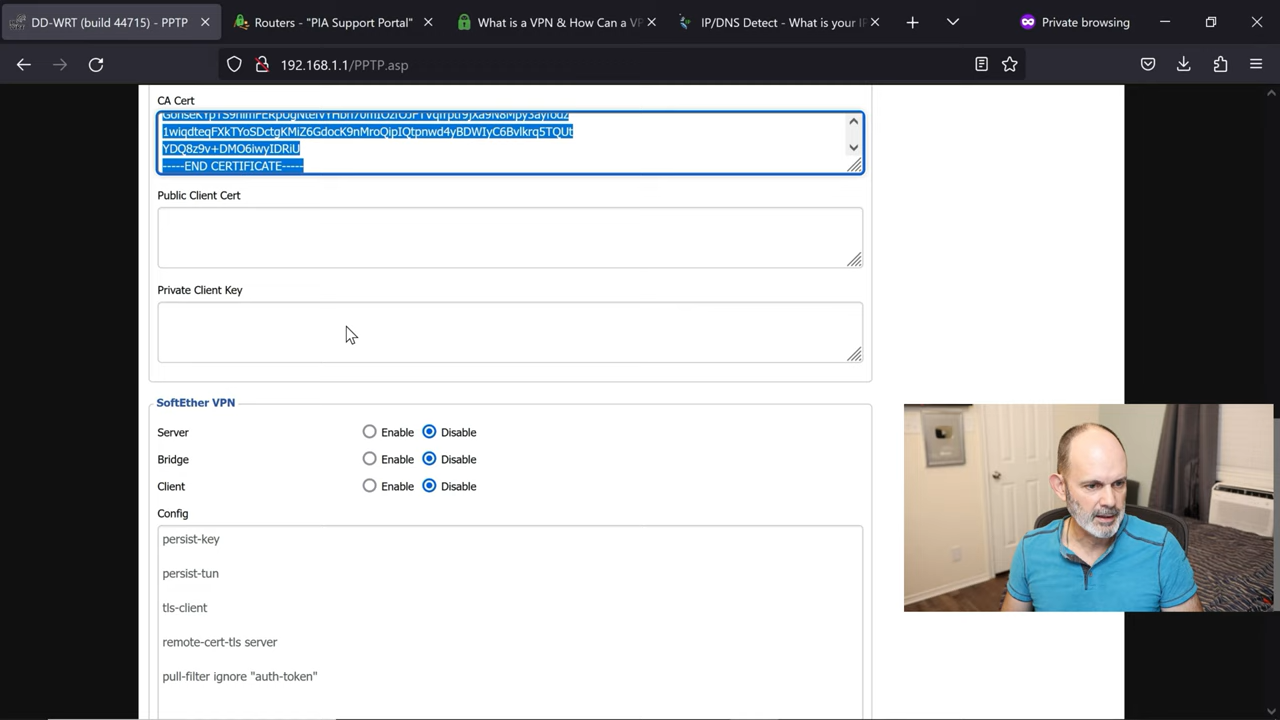 DD-WRT (build 44715) - PPTP
Routers - "PIA Support Portal"
What is a VPN & How Can a VP
IP/DNS Detect - What is your IP
Private browsing
192.168.1.1/PPTP.asp
CA Cert
1wiqdteqFXkTYoSDctgKMiZ6GdocK9nMroQipIQtpnwd4yBDWIyC6Bvlkrq5TQUt
YDQ8z9v+DMO6iwyIDRiU
-----END CERTIFICATE-----
Public Client Cert
Private Client Key
SoftEther VPN
Server Enable Disable
Bridge Enable Disable
Client Enable Disable
Config
persist-key
persist-tun
tls-client
remote-cert-tls server
pull-filter ignore "auth-token"